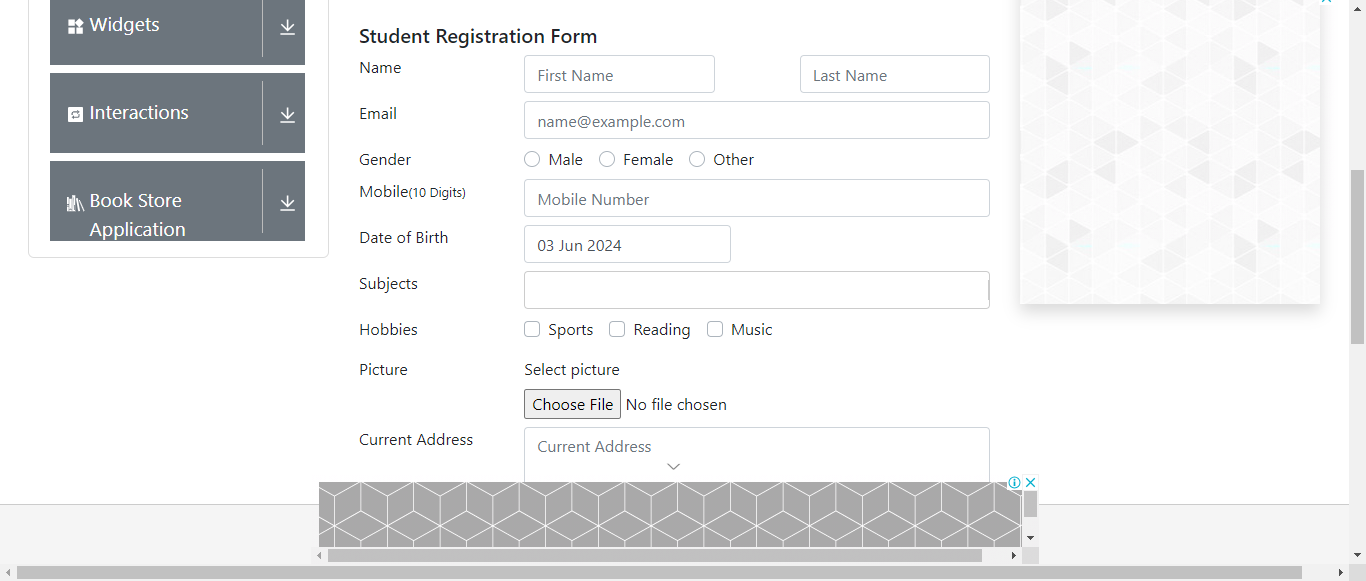 Widgets
Interactions
Book Store
Application
Student Registration Form
Name
First Name
Last Name
Email
name@example.com
Gender
Male
Female
Other
Mobile(10 Digits)
Mobile Number
Date of Birth
03 Jun 2024
Subjects
Hobbies
Sports
Reading
Music
Picture
Select picture
Choose File No file chosen
Current Address
Current Address